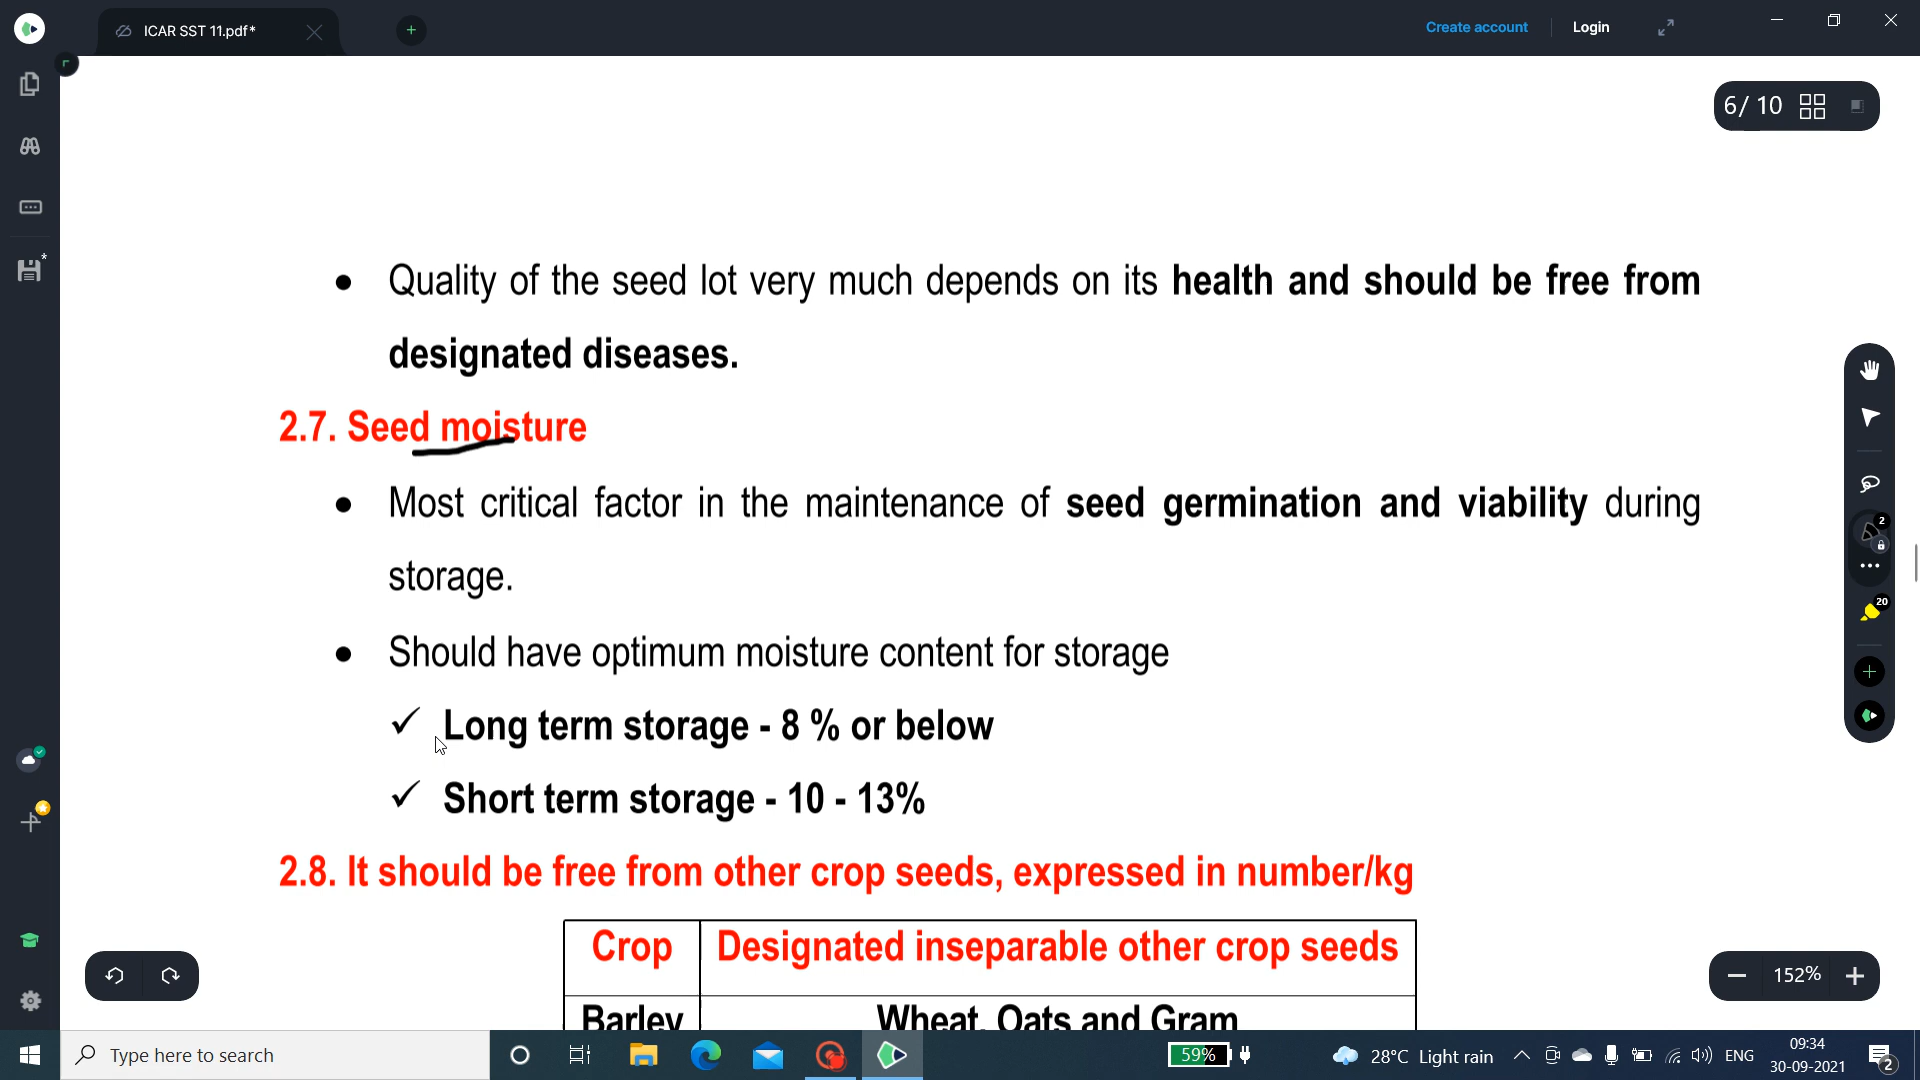 ICAR SST 11.pdf*
Create account
Login
6/ 10
• Quality of the seed lot very much depends on its health and should be free from
designated diseases.
2.7. Seed moisture
• Most critical factor in the maintenance of seed germination and viability during
storage.
• Should have optimum moisture content for storage
✓ Long term storage - 8 % or below
✓ Short term storage - 10 - 13%
2.8. It should be free from other crop seeds, expressed in number/kg
Crop Designated inseparable other crop seeds
Barley Wheat, Oats and Gram
2
20
152%
Type here to search
59%
28°C Light rain
ENG
09:34
30-09-2021
2